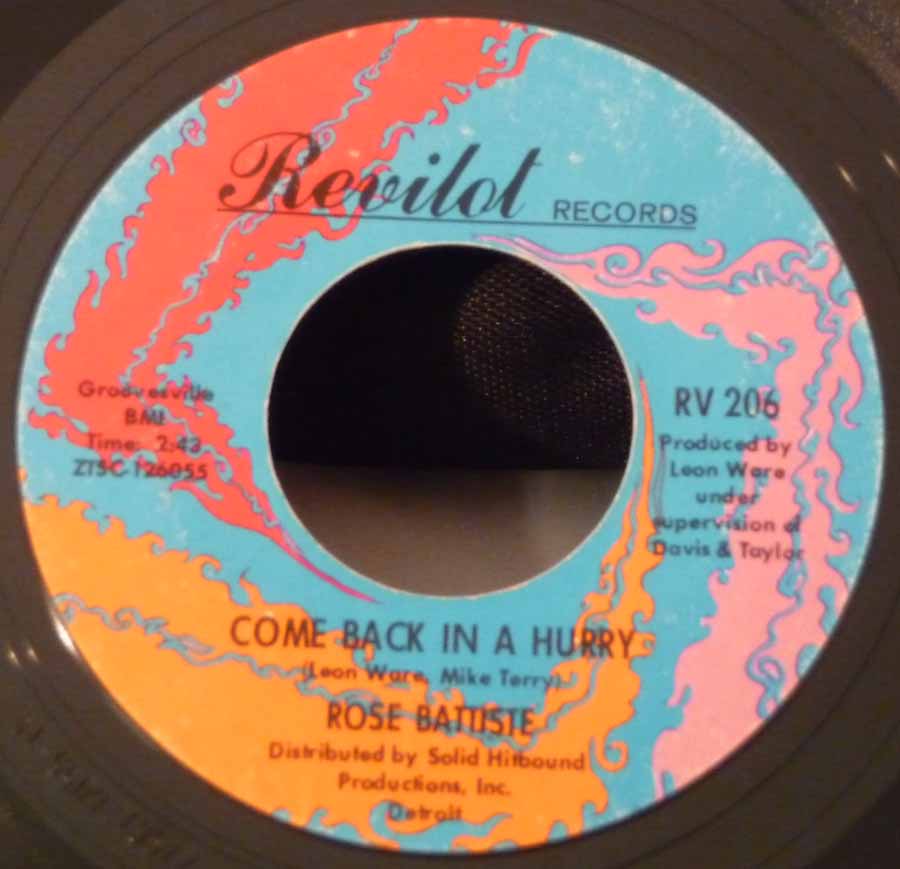 Revilot RECORDS
Groovesville
BMI
Time: 2:43
ZTSC-126055
RV 206
Produced by
Leon Ware
under
supervision of
Davis & Taylor
COME BACK IN A HURRY
(Leon Ware, Mike Terry)
ROSE BATTISTE
Distributed by Solid Hitbound
Productions, Inc.
Detroit